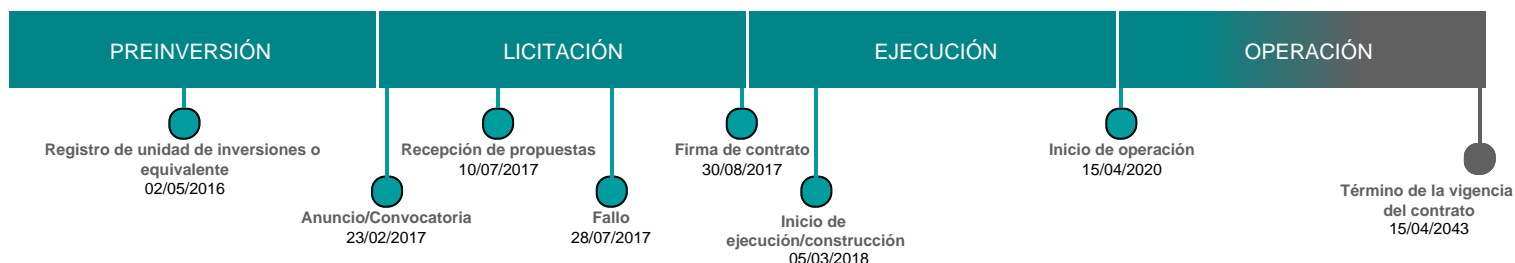 PREINVERSIÓN
LICITACIÓN
EJECUCIÓN
OPERACIÓN
Registro de unidad de inversiones o
equivalente
02/05/2016
Anuncio/Convocatoria
23/02/2017
Recepción de propuestas
10/07/2017
Fallo
28/07/2017
Firma de contrato
30/08/2017
Inicio de
ejecución/construcción
05/03/2018
Inicio de operación
15/04/2020
Término de la vigencia
del contrato
15/04/2043